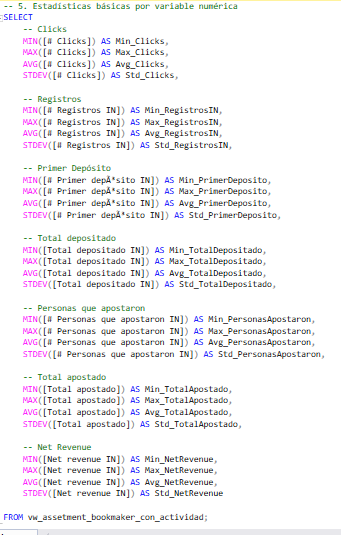 -- 5. Estadísticas básicas por variable numérica
SELECT
-- Clicks
MIN([# Clicks]) AS Min_Clicks,
MAX([# Clicks]) AS Max_Clicks,
AVG([# Clicks]) AS Avg_Clicks,
STDEV([# Clicks]) AS Std_Clicks,
-- Registros
MIN([# Registros IN]) AS Min_RegistrosIN,
MAX([# Registros IN]) AS Max_RegistrosIN,
AVG([# Registros IN]) AS Avg_RegistrosIN,
STDEV([# Registros IN]) AS Std_RegistrosIN,
-- Primer Depósito
MIN([# Primer depÃ*sito IN]) AS Min_PrimerDeposito,
MAX([# Primer depÃ*sito IN]) AS Max_PrimerDeposito,
AVG([# Primer depÃ*sito IN]) AS Avg_PrimerDeposito,
STDEV([# Primer depÃ*sito IN]) AS Std_PrimerDeposito,
-- Total depositado
MIN([Total depositado IN]) AS Min_TotalDepositado,
MAX([Total depositado IN]) AS Max_TotalDepositado,
AVG([Total depositado IN]) AS Avg_TotalDepositado,
STDEV([Total depositado IN]) AS Std_TotalDepositado,
-- Personas que apostaron
MIN([# Personas que apostaron IN]) AS Min_PersonasApostaron,
MAX([# Personas que apostaron IN]) AS Max_PersonasApostaron,
AVG([# Personas que apostaron IN]) AS Avg_PersonasApostaron,
STDEV([# Personas que apostaron IN]) AS Std_PersonasApostaron,
-- Total apostado
MIN([Total apostado]) AS Min_TotalApostado,
MAX([Total apostado]) AS Max_TotalApostado,
AVG([Total apostado]) AS Avg_TotalApostado,
STDEV([Total apostado]) AS Std_TotalApostado,
-- Net Revenue
MIN([Net revenue IN]) AS Min_NetRevenue,
MAX([Net revenue IN]) AS Max_NetRevenue,
AVG([Net revenue IN]) AS Avg_NetRevenue,
STDEV([Net revenue IN]) AS Std_NetRevenue
FROM vw_assetment_bookmaker_con_actividad;